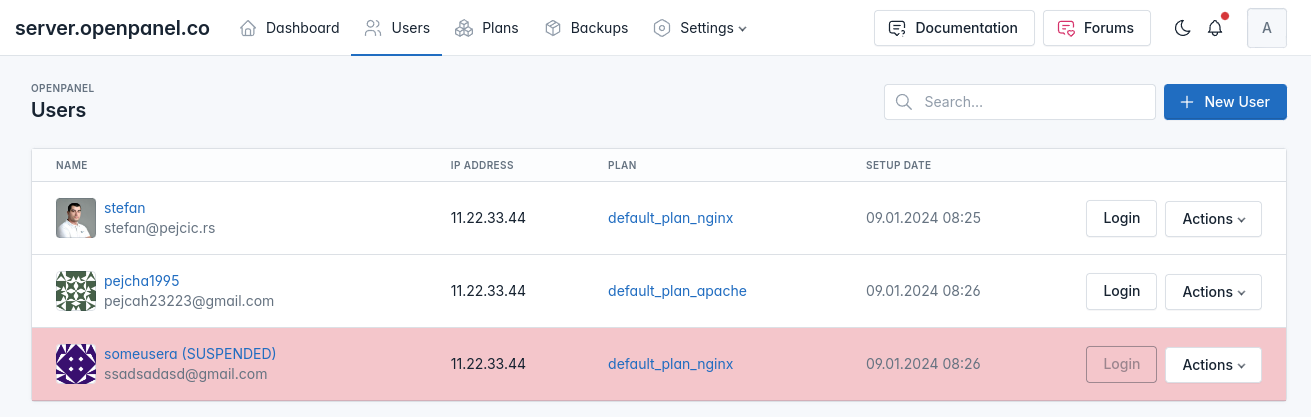 server.openpanel.co Dashboard Users Plans Backups Settings Documentation Forums A
OPENPANEL
Users
Search...
New User
NAME IP ADDRESS PLAN SETUP DATE
stefan
stefan@pejcic.rs
11.22.33.44 default_plan_nginx 09.01.2024 08:25 Login Actions
pejcha1995
pejcah23223@gmail.com
11.22.33.44 default_plan_apache 09.01.2024 08:26 Login Actions
someusera (SUSPENDED)
ssadsadasd@gmail.com
11.22.33.44 default_plan_nginx 09.01.2024 08:26 Login Actions